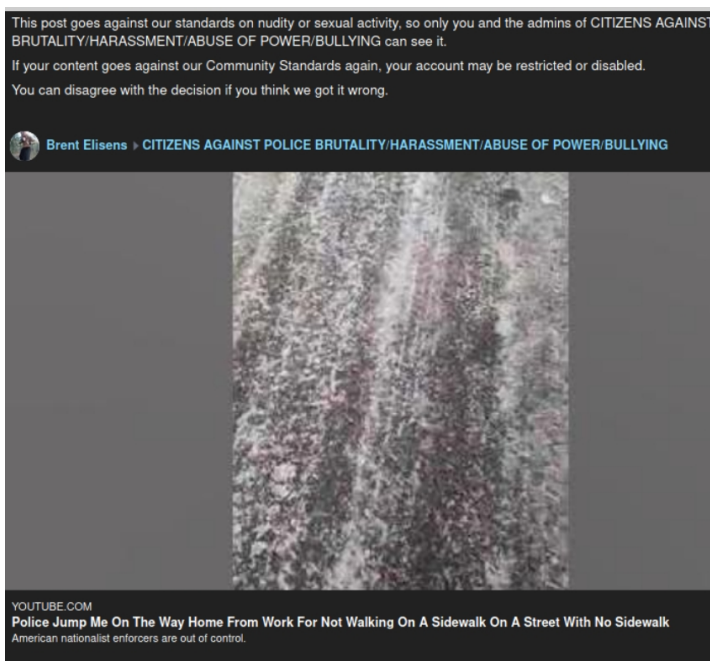 This post goes against our standards on nudity or sexual activity, so only you and the admins of CITIZENS AGAINST
BRUTALITY/HARASSMENT/ABUSE OF POWER/BULLYING can see it.
If your content goes against our Community Standards again, your account may be restricted or disabled.
You can disagree with the decision if you think we got it wrong.
Brent Elisens ▸ CITIZENS AGAINST POLICE BRUTALITY/HARASSMENT/ABUSE OF POWER/BULLYING
YOUTUBE.COM
Police Jump Me On The Way Home From Work For Not Walking On A Sidewalk On A Street With No Sidewalk
American nationalist enforcers are out of control.